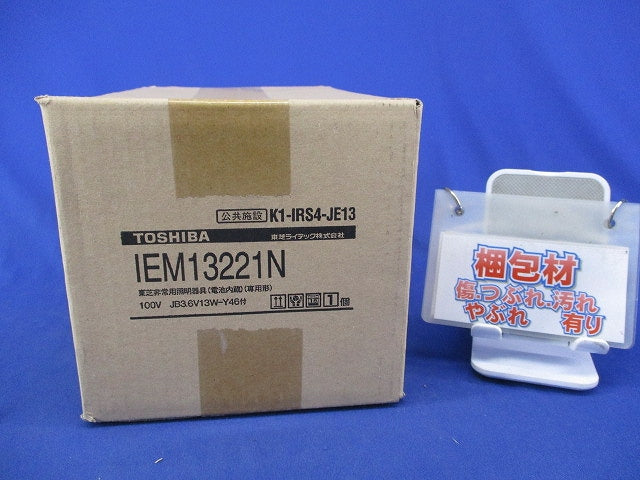 公共施設 K1-IRS4-JE13
TOSHIBA 東芝ライテック株式会社
IEM13221N
東芝非常用照明器具(電池内蔵)(専用形)
100V JB3.6V13W-Y46付 1個
梱包材
傷.つぶれ.汚れ
やぶれ 有り